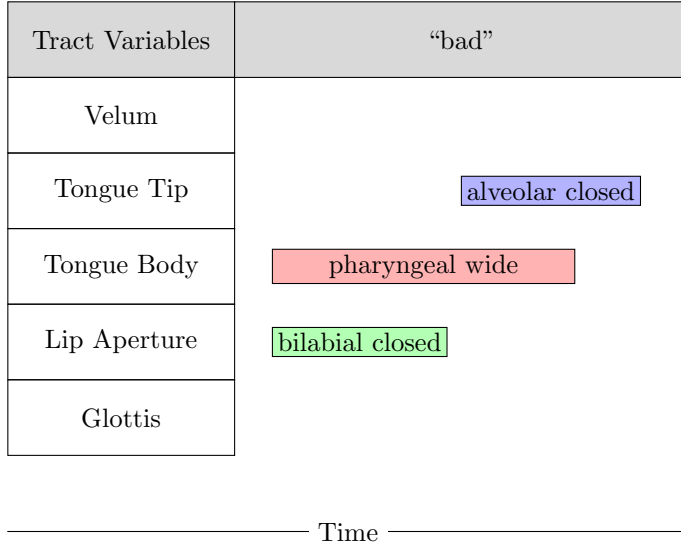 Tract Variables
“bad”
Velum
Tongue Tip
alveolar closed
Tongue Body
pharyngeal wide
Lip Aperture
bilabial closed
Glottis
Time